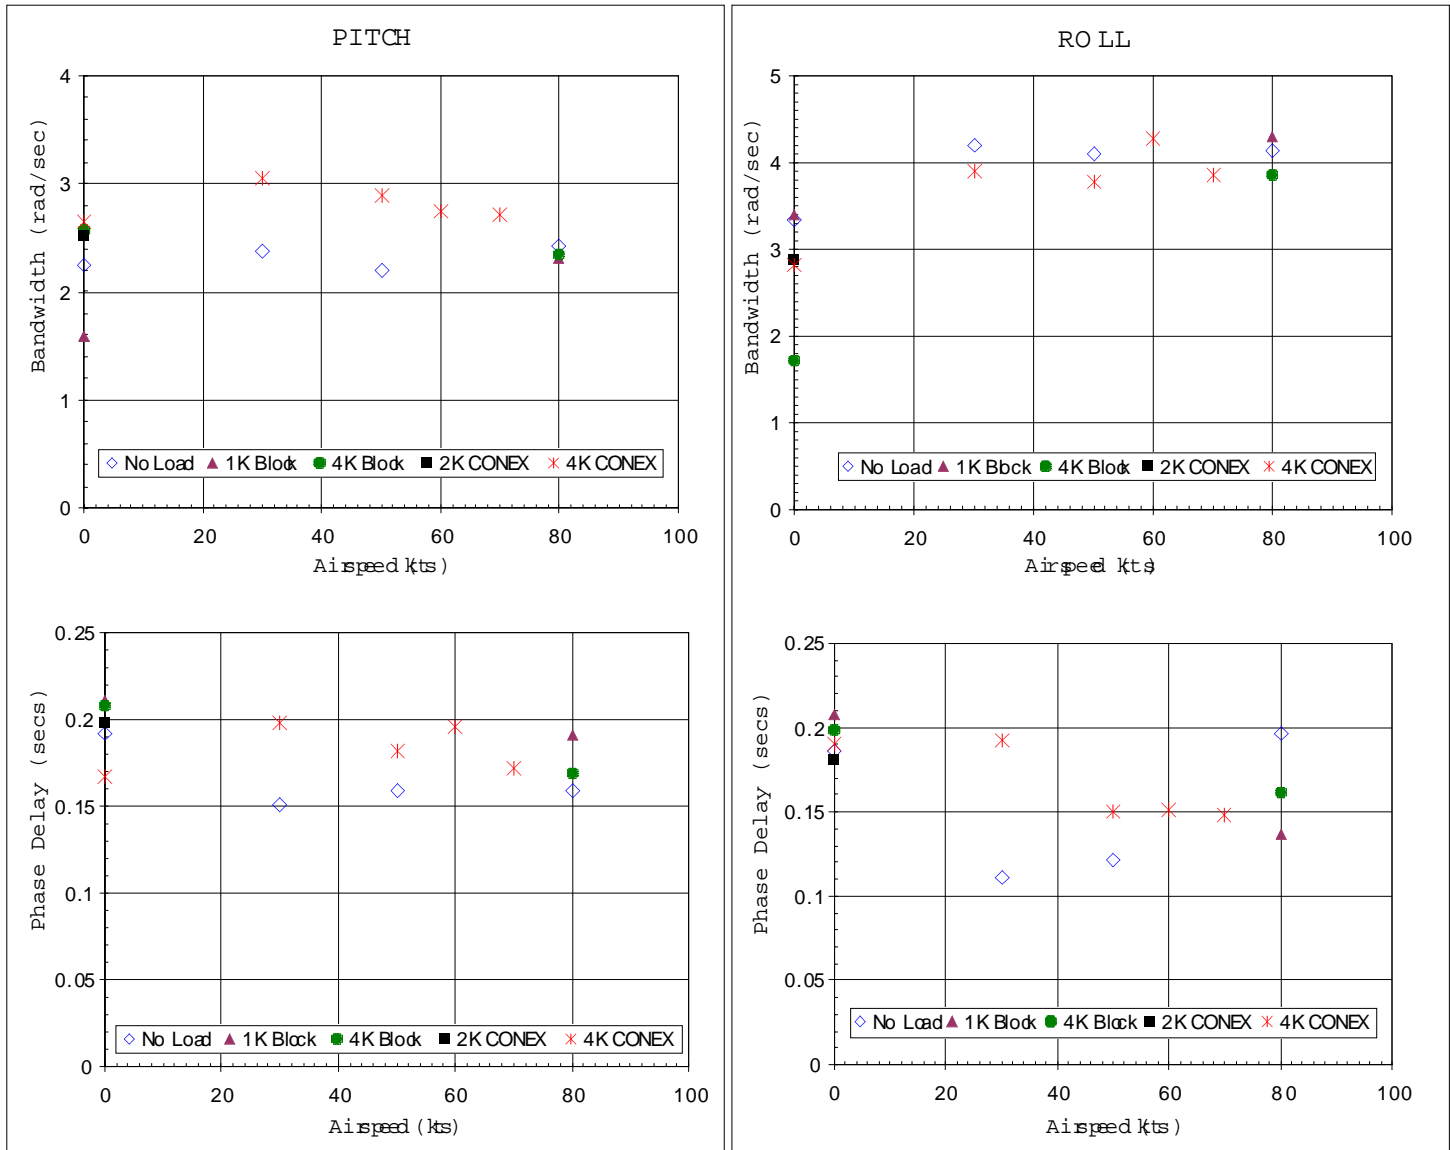 PITCH
4
3
2
1
0
Bandwidth (rad/sec)
No Load 1K Block 4K Block 2K CONEX 4K CONEX
0 20 40 60 80 100
Airspeed (kts)
0.25
0.2
0.15
0.1
0.05
0
Phase Delay (secs)
No Load 1K Block 4K Block 2K CONEX 4K CONEX
0 20 40 60 80 100
Airspeed (kts)
ROLL
5
4
3
2
1
0
Bandwidth (rad/sec)
No Load 1K Block 4K Block 2K CONEX 4K CONEX
0 20 40 60 80 100
Airspeed (kts)
0.25
0.2
0.15
0.1
0.05
0
Phase Delay (secs)
No Load 1K Block 4K Block 2K CONEX 4K CONEX
0 20 40 60 80 100
Airspeed (kts)